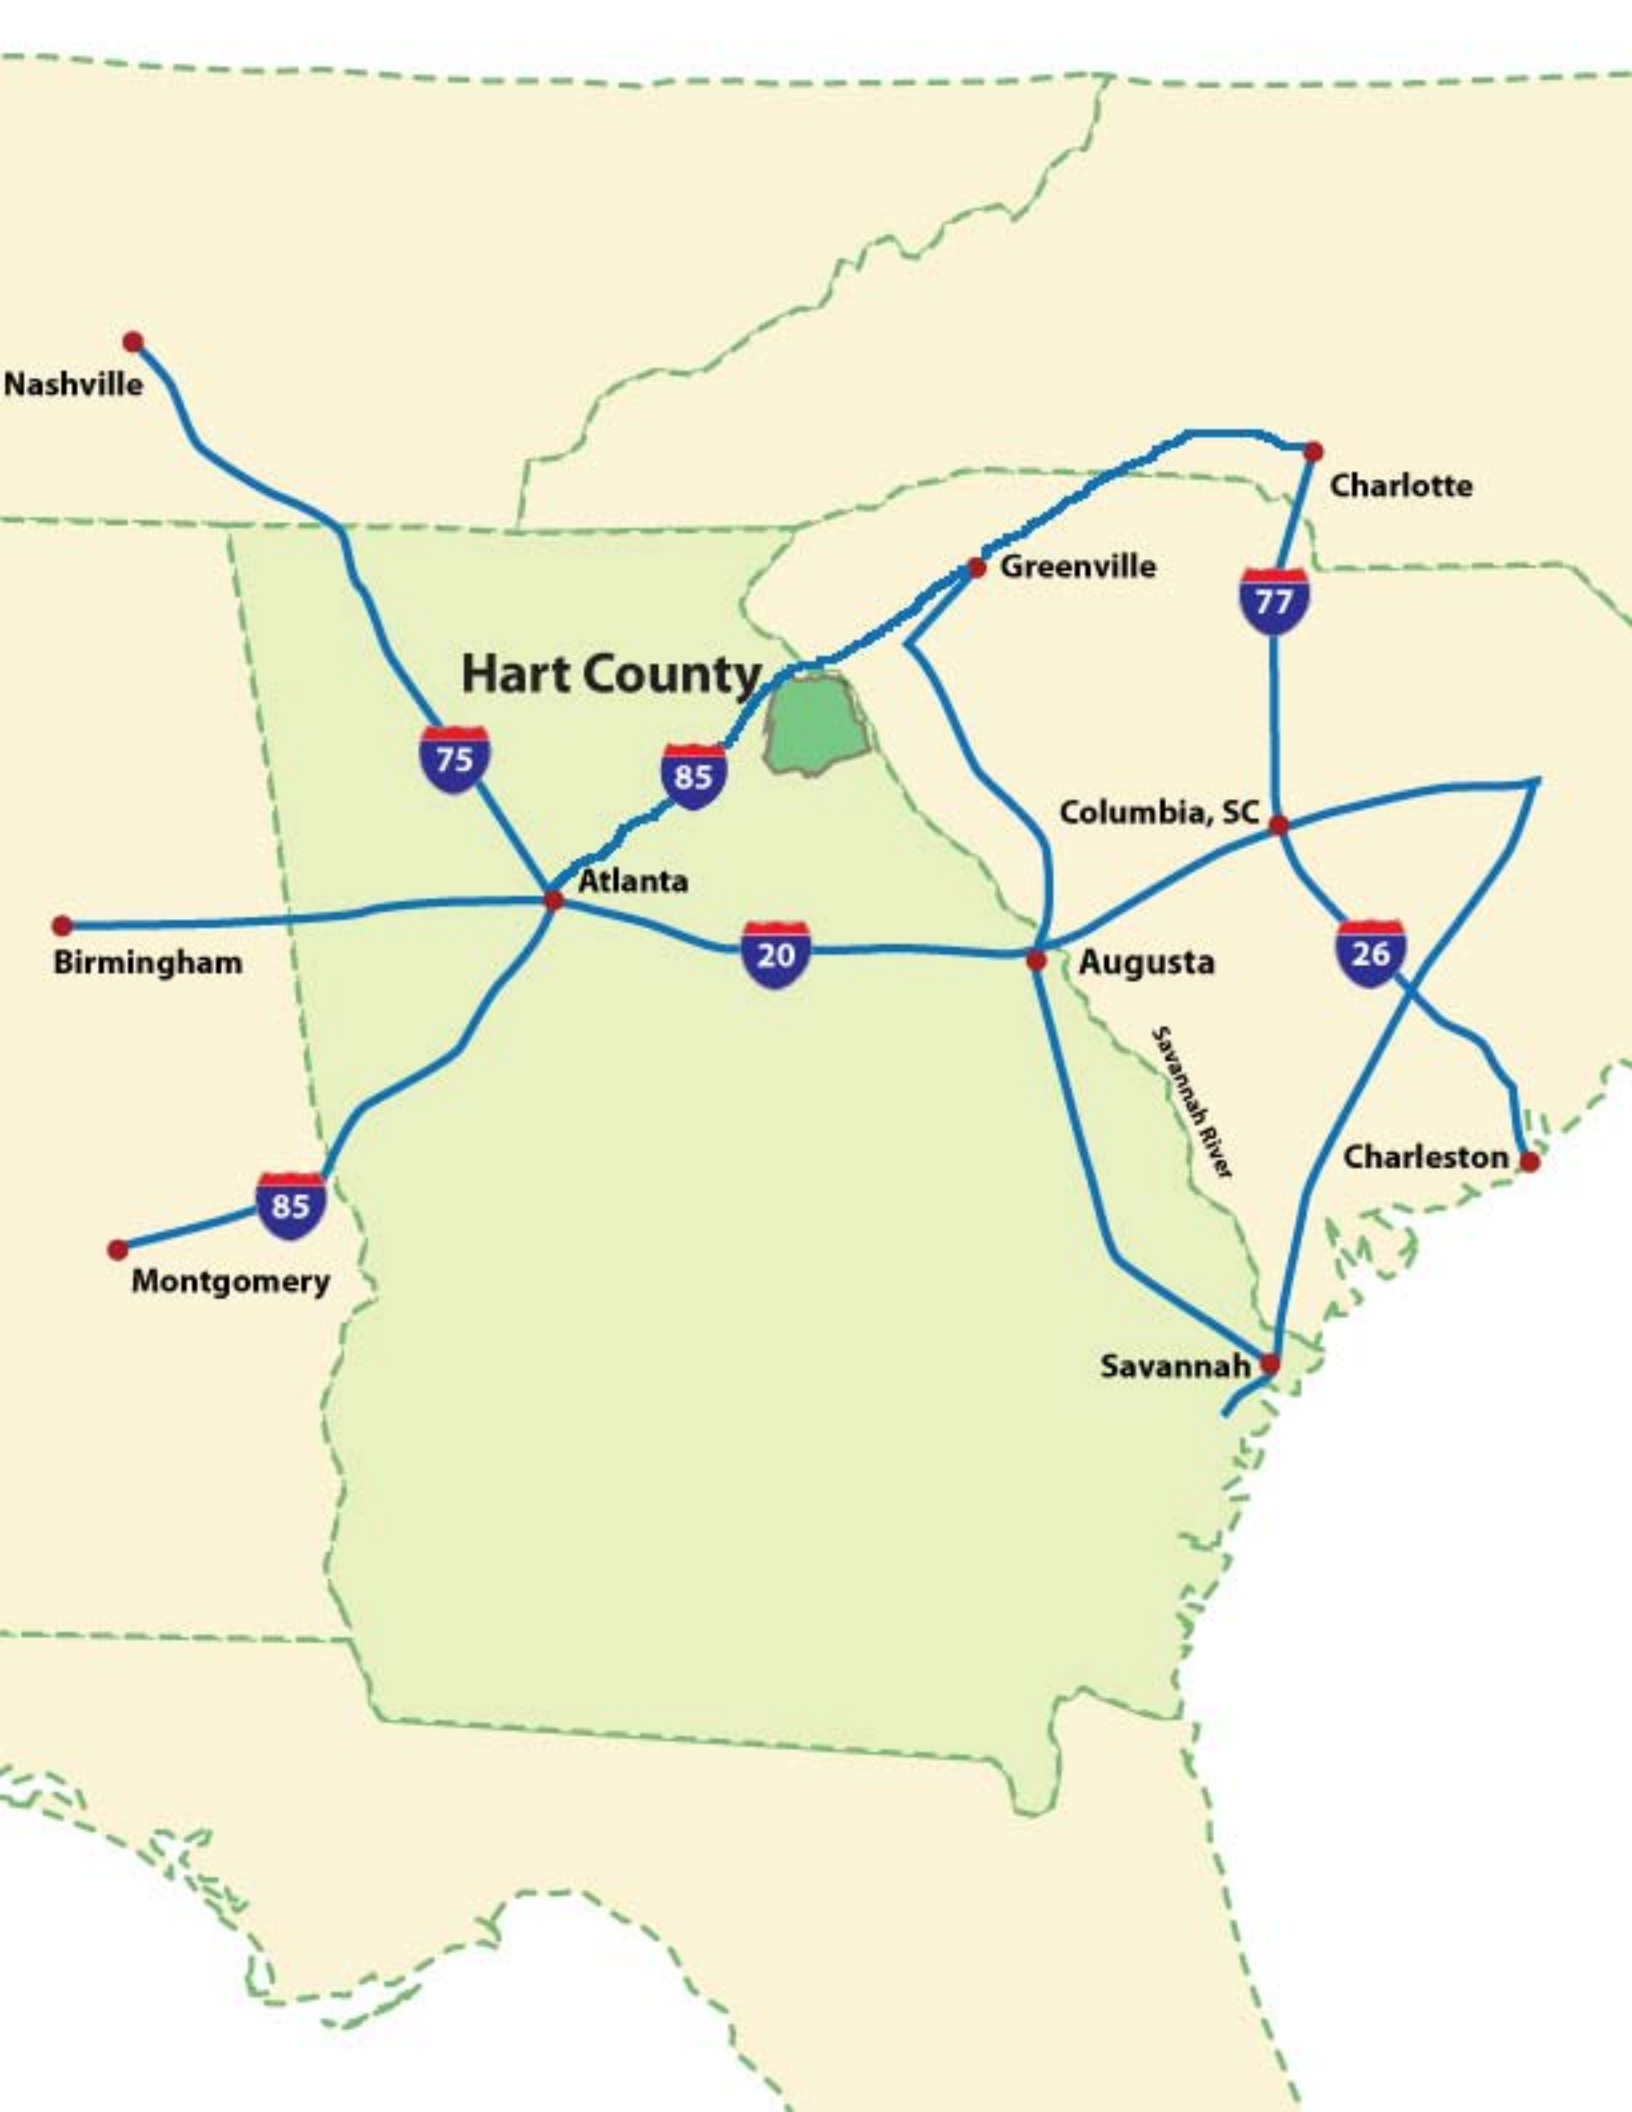 Nashville
Charlotte
Greenville
77
Hart County
75
85
Columbia, SC
Atlanta
Birmingham
20
Augusta
26
Savannah River
Charleston
85
Montgomery
Savannah